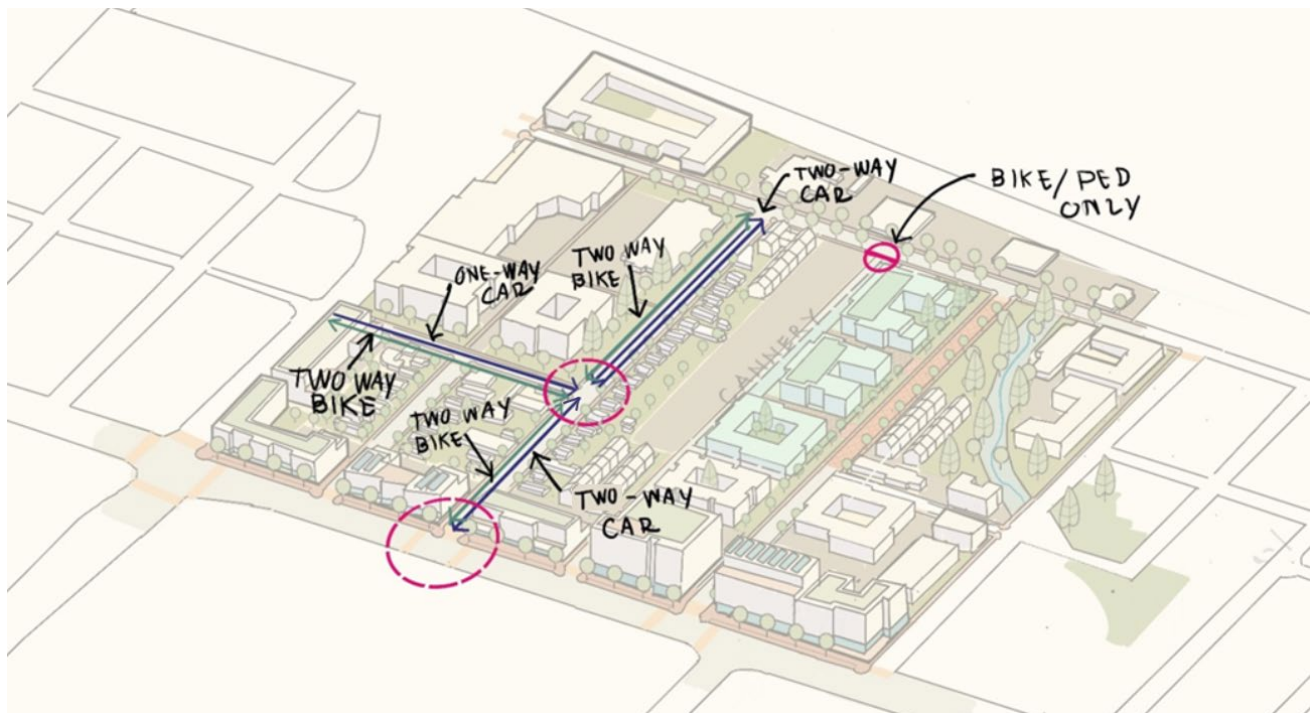 TWO-WAY
CAR
BIKE/PED
ONLY
TWO WAY
BIKE
ONE-WAY
CAR
TWO WAY
BIKE
TWO WAY
BIKE
TWO-WAY
CAR
CANNERY